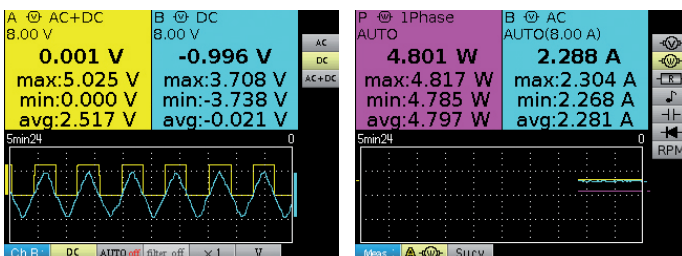 A AC+DC
8.00 V
0.001 V
max:5.025 V
min:0.000 V
avg:2.517 V
B DC
8.00 V
-0.996 V
max:3.708 V
min:-3.738 V
avg:-0.021 V
AC
DC
AC+DC
5min24 0
Ch B: DC AUTO off filter off ×1 V
P 1Phase
AUTO
4.801 W
max:4.817 W
min:4.785 W
avg:4.797 W
B AC
AUTO(8.00 A)
2.288 A
max:2.304 A
min:2.268 A
avg:2.281 A
V
W
R
RPM
5min24 0
Meas: A W Surv